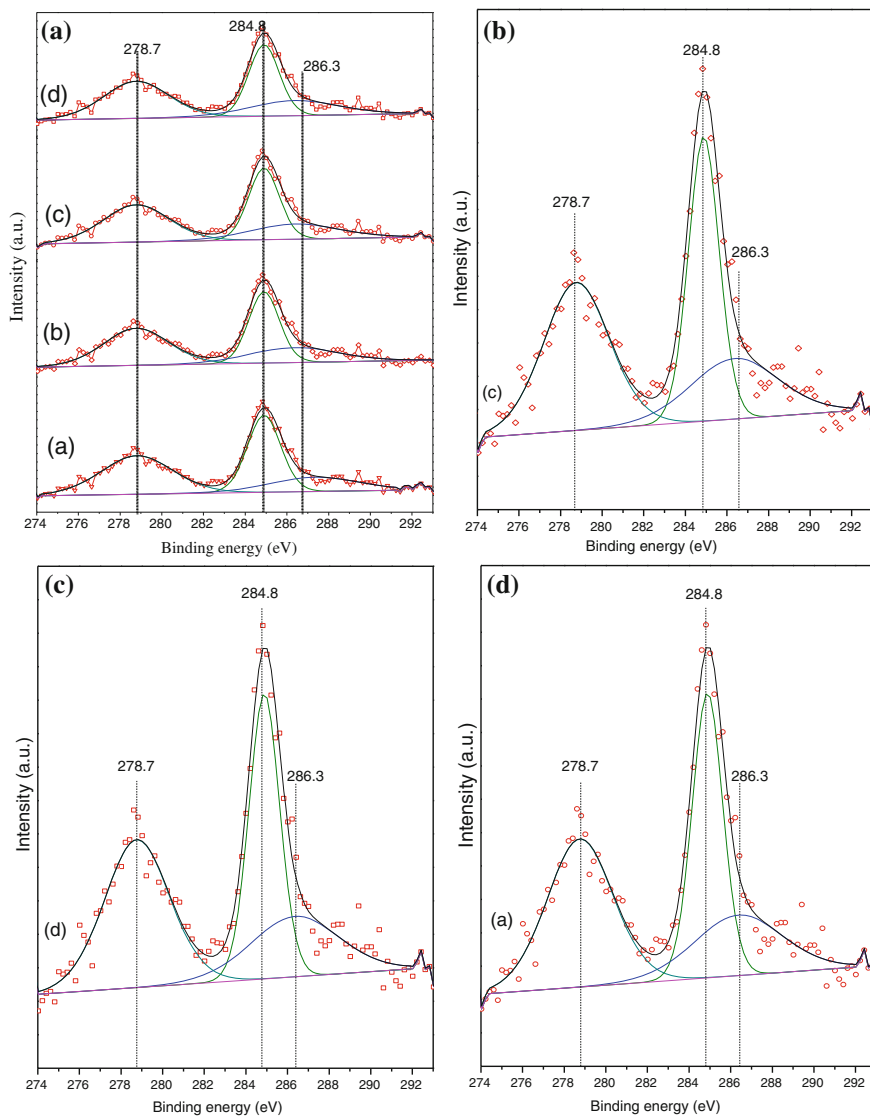 (a)
284.8
278.7
286.3
(d)
(c)
(b)
(a)
Intensity (a.u.)
274 276 278 280 282 284 286 288 290 292
Binding energy (eV)
(b)
284.8
278.7
286.3
(c)
Intensity (a.u.)
274 276 278 280 282 284 286 288 290 292
Binding energy (eV)
(c)
284.8
278.7
286.3
(d)
Intensity (a.u.)
274 276 278 280 282 284 286 288 290 292
Binding energy (eV)
(d)
284.8
278.7
286.3
(a)
Intensity (a.u.)
274 276 278 280 282 284 286 288 290 292
Binding energy (eV)